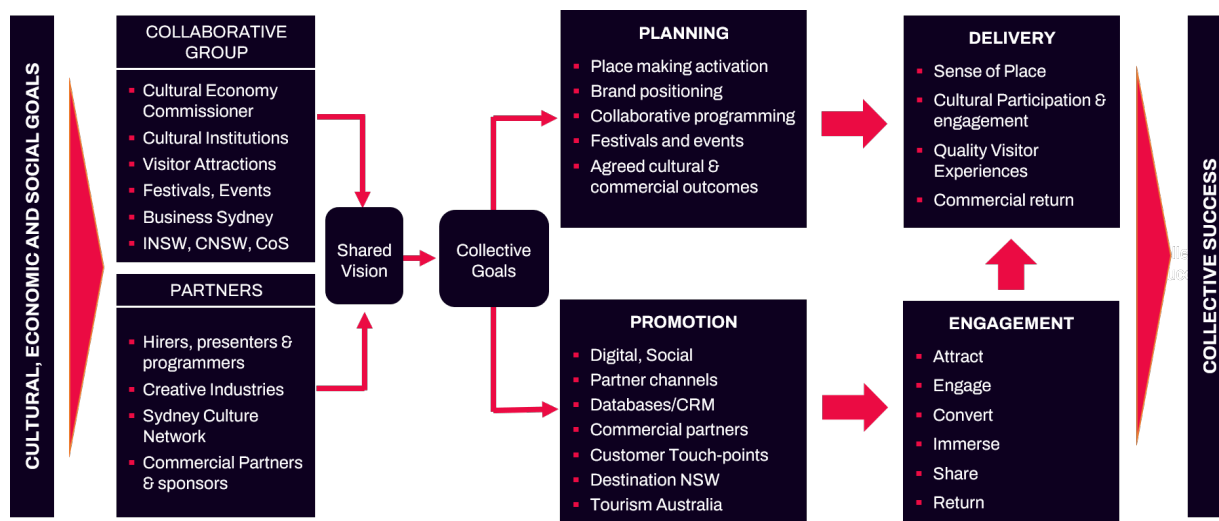 CULTURAL, ECONOMIC AND SOCIAL GOALS
COLLABORATIVE
GROUP
Cultural Economy
Commissioner
Cultural Institutions
Visitor Attractions
Festivals, Events
Business Sydney
INSW, CNSW, CoS
PARTNERS
Hirers, presenters &
programmers
Creative Industries
Sydney Culture
Network
Commercial Partners
& sponsors
Shared
Vision
Collective
Goals
PLANNING
Place making activation
Brand positioning
Collaborative programming
Festivals and events
Agreed cultural &
commercial outcomes
PROMOTION
Digital, Social
Partner channels
Databases/CRM
Commercial partners
Customer Touch-points
Destination NSW
Tourism Australia
DELIVERY
Sense of Place
Cultural Participation &
engagement
Quality Visitor
Experiences
Commercial return
ENGAGEMENT
Attract
Engage
Convert
Immerse
Share
Return
COLLECTIVE SUCCESS